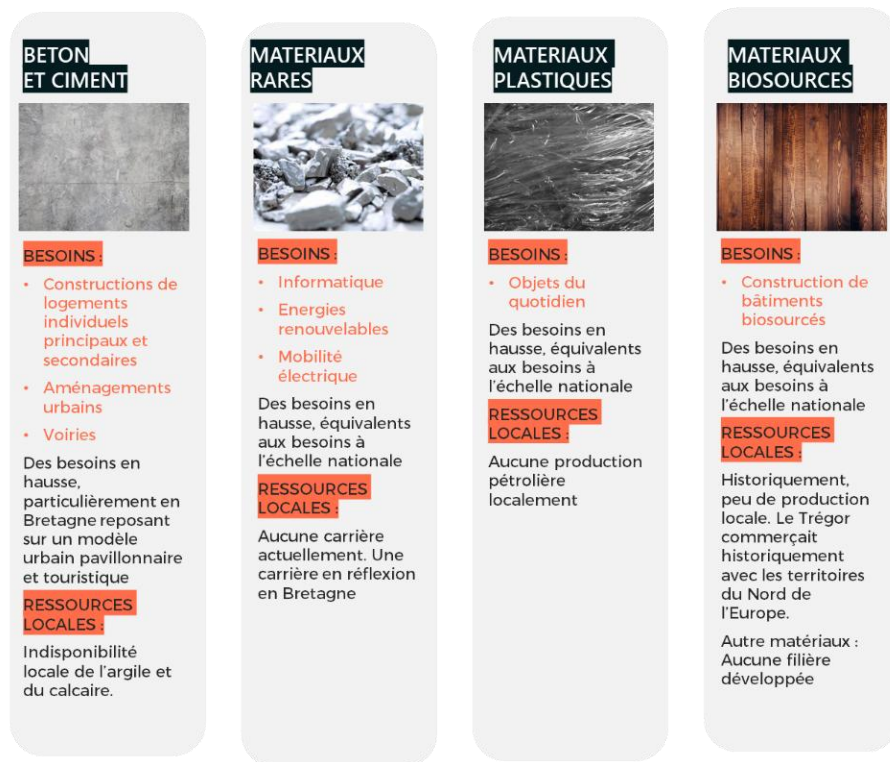 BETON
ET CIMENT
BESOINS :
• Constructions de
logements
individuels
principaux et
secondaires
• Aménagements
urbains
• Voiries
Des besoins en
hausse,
particulièrement en
Bretagne reposant
sur un modèle
urbain pavillonnaire
et touristique
RESSOURCES
LOCALES :
Indisponibilité
locale de l'argile et
du calcaire.
MATERIAUX
RARES
BESOINS :
• Informatique
• Energies
renouvelables
• Mobilité
électrique
Des besoins en
hausse, équivalents
aux besoins à
l'échelle nationale
RESSOURCES
LOCALES :
Aucune carrière
actuellement. Une
carrière en réflexion
en Bretagne
MATERIAUX
PLASTIQUES
BESOINS :
• Objets du
quotidien
Des besoins en
hausse, équivalents
aux besoins à
l'échelle nationale
RESSOURCES
LOCALES :
Aucune production
pétrolière
localement
MATERIAUX
BIOSOURCES
BESOINS :
• Construction de
bâtiments
biosourcés
Des besoins en
hausse, équivalents
aux besoins à
l'échelle nationale
RESSOURCES
LOCALES :
Historiquement,
peu de production
locale. Le Trégor
commerçait
historiquement
avec les territoires
du Nord de
l'Europe.
Autre matériaux :
Aucune filière
développée